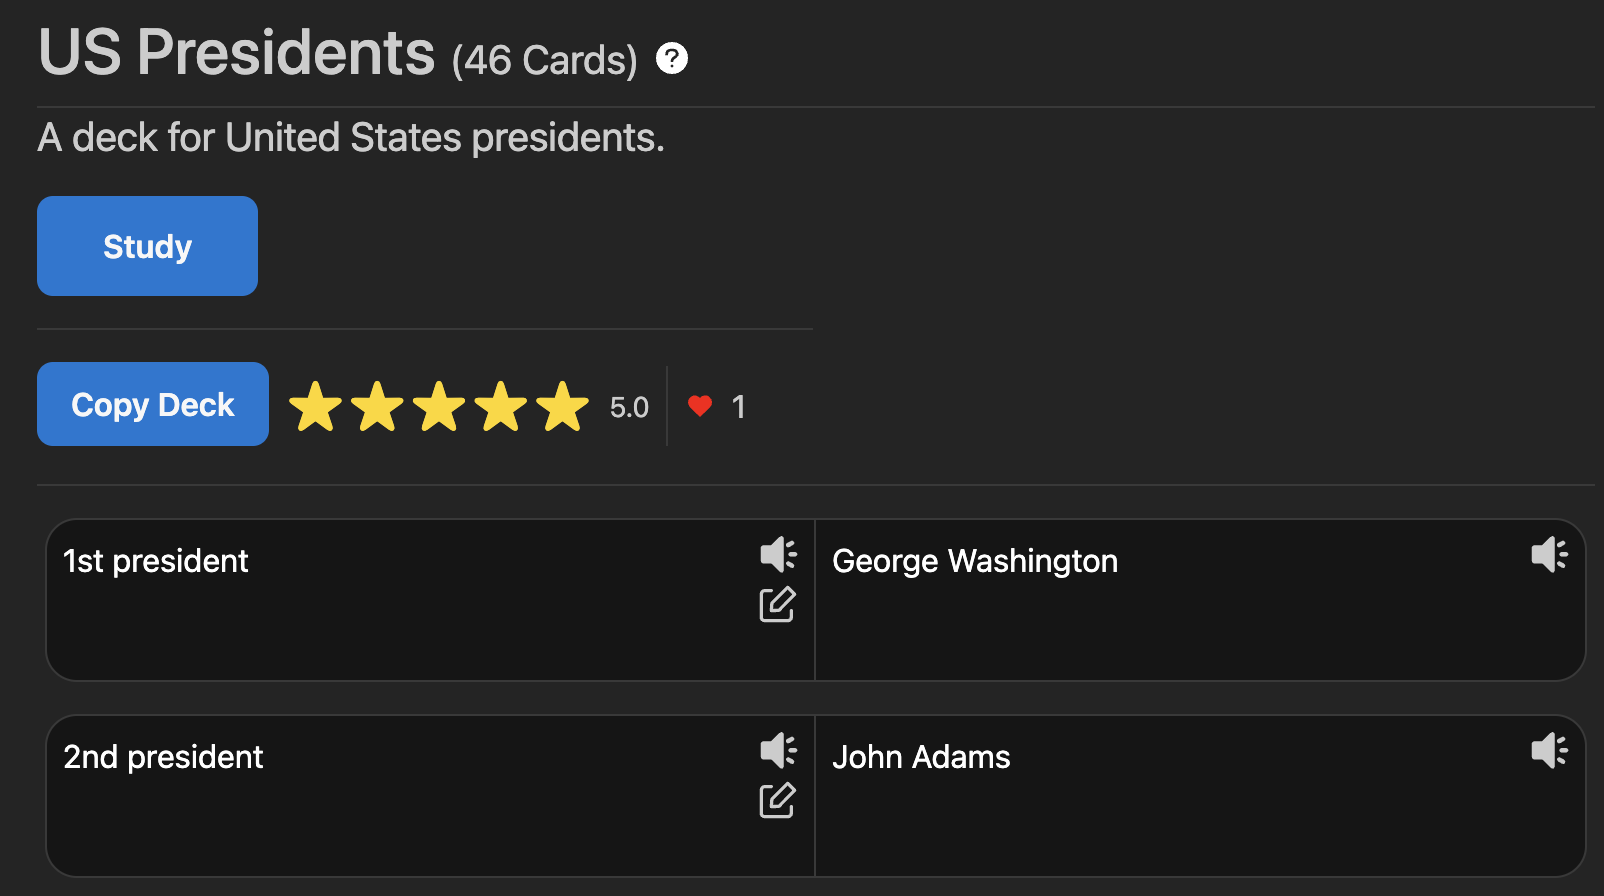 US Presidents (46 Cards) ?
A deck for United States presidents.
Study
Copy Deck 5.0 1
1st president George Washington
2nd president John Adams